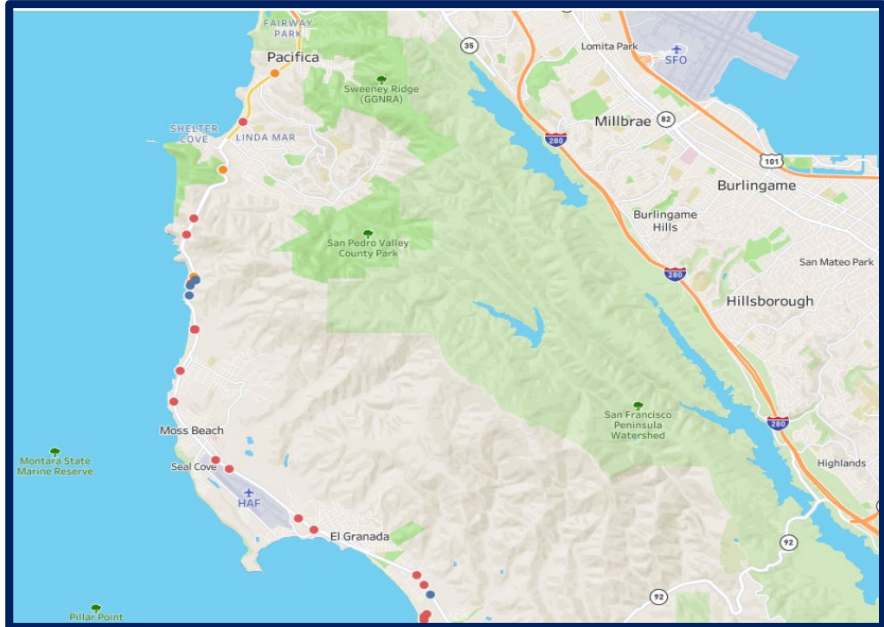 FAIRWAY
PARK
Pacifica
35
Lomita Park
SFO
Sweeney Ridge
(GGNRA)
Millbrae
82
SHELTER
COVE
LINDA MAR
280
101
Burlingame
Burlingame
Hills
San Pedro Valley
County Park
San Mateo Park
280
Hillsborough
San Francisco
Peninsula
Watershed
280
Moss Beach
Montara State
Marine Reserve
Seal Cove
Highlands
HAF
El Granada
92
92
Pillar Point